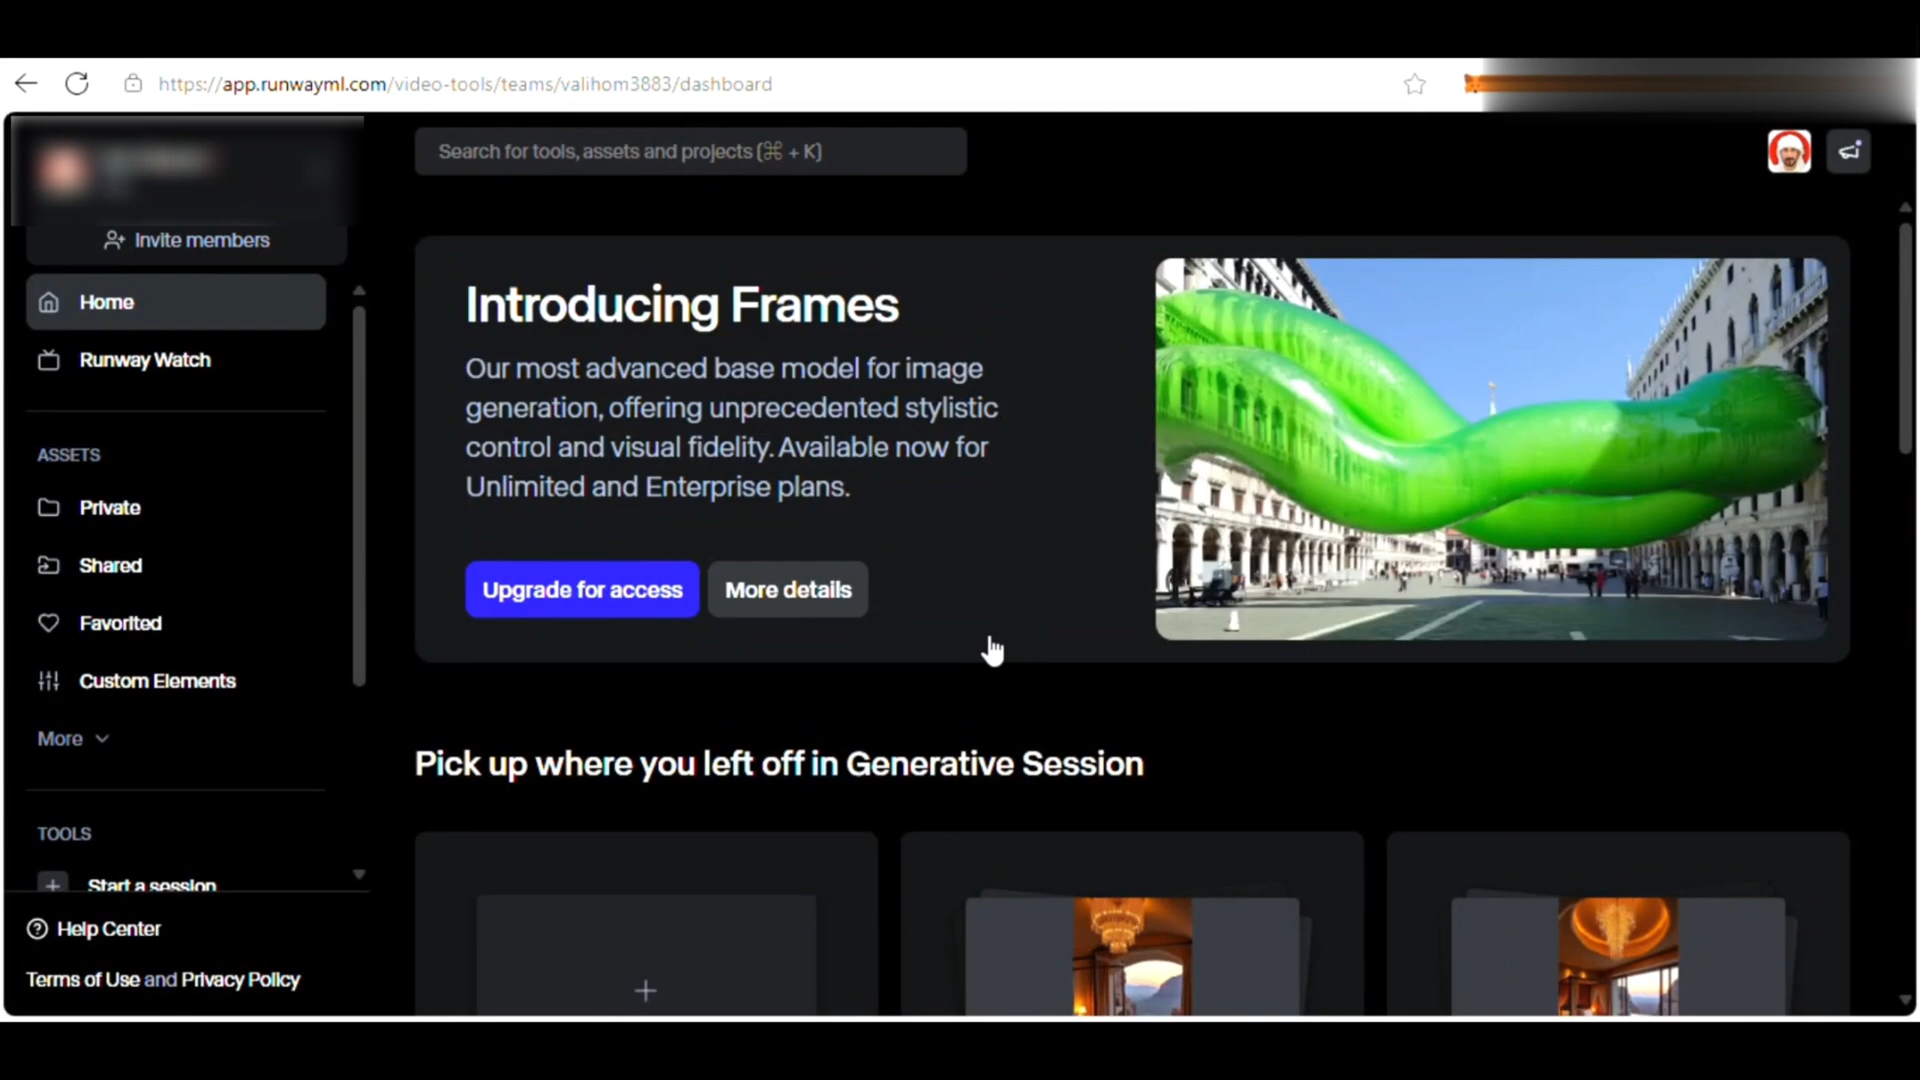 https://app.runwayml.com/video-tools/teams/valihom3883/dashboard
Search for tools, assets and projects (⌘ + K)
Invite members
Home
Runway Watch
ASSETS
Private
Shared
Favorited
Custom Elements
More
TOOLS
Start a session
Help Center
Terms of Use and Privacy Policy
Introducing Frames
Our most advanced base model for image
generation, offering unprecedented stylistic
control and visual fidelity. Available now for
Unlimited and Enterprise plans.
Upgrade for access
More details
Pick up where you left off in Generative Session